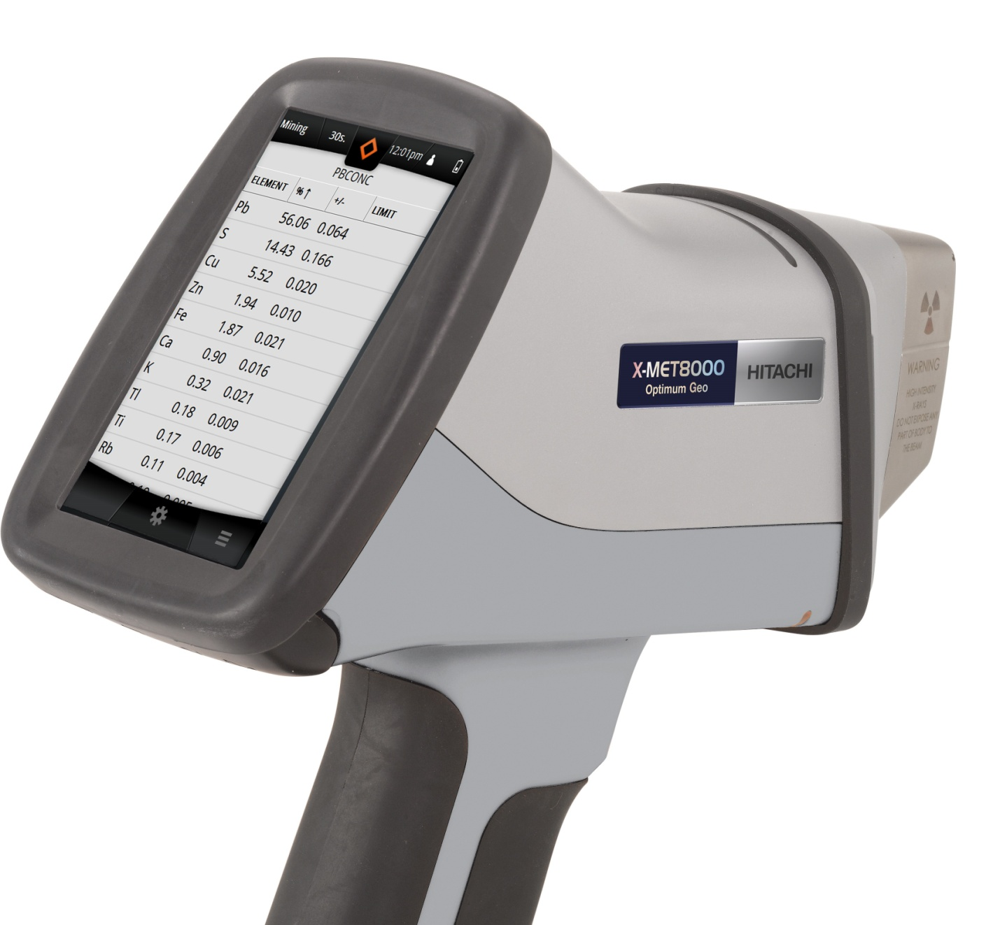 Mining 30s. 12:01pm
PBCONC
ELEMENT %↑ +/- LIMIT
Pb 56.06 0.064
S 14.43 0.166
Cu 5.52 0.020
Zn 1.94 0.010
Fe 1.87 0.021
Ca 0.90 0.016
K 0.32 0.021
Tl 0.18 0.009
Ti 0.17 0.006
Rb 0.11 0.004
X-MET8000 HITACHI
Optimum Geo
WARNING
HIGH INTENSITY
X-RAYS
DO NOT EXPOSE ANY
PART OF BODY TO
THE BEAM